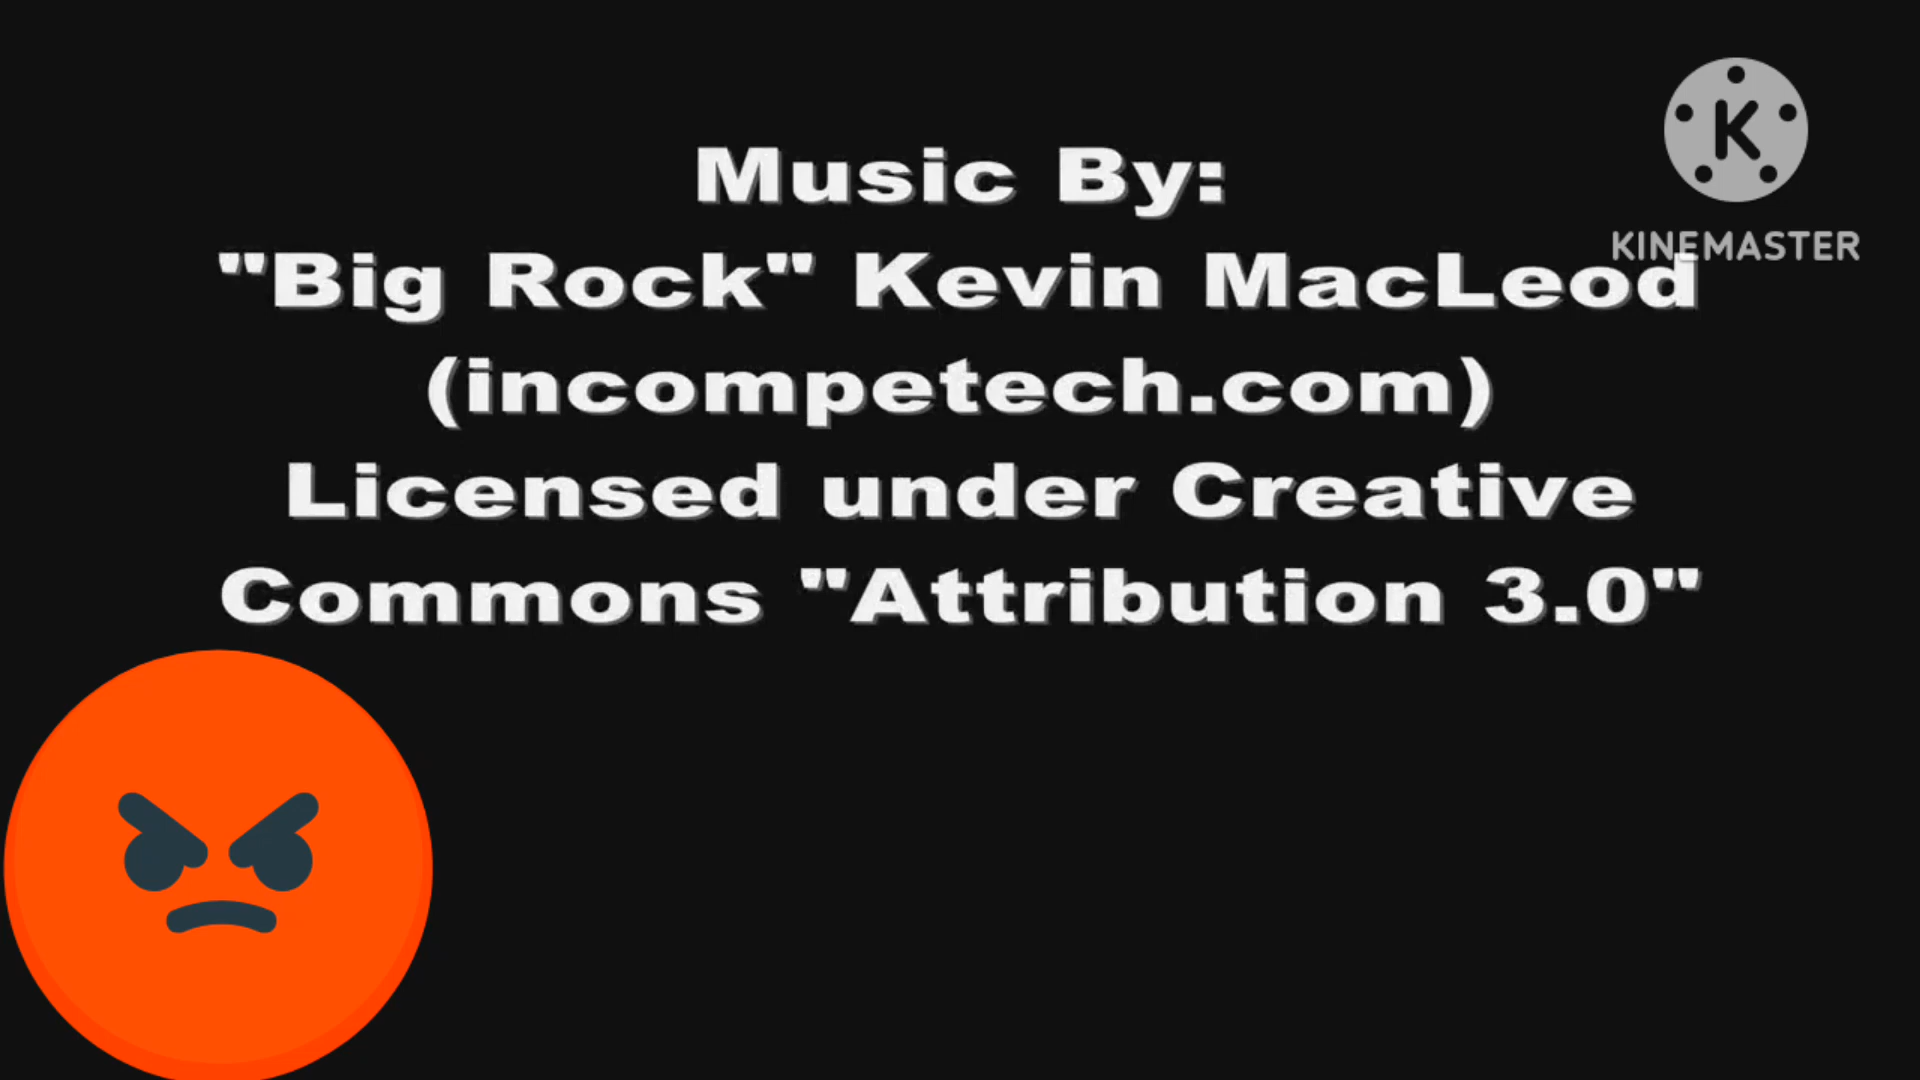 Music By:
"Big Rock" Kevin MacLeod
(incompetech.com)
Licensed under Creative
Commons "Attribution 3.0"
K
KINEMASTER